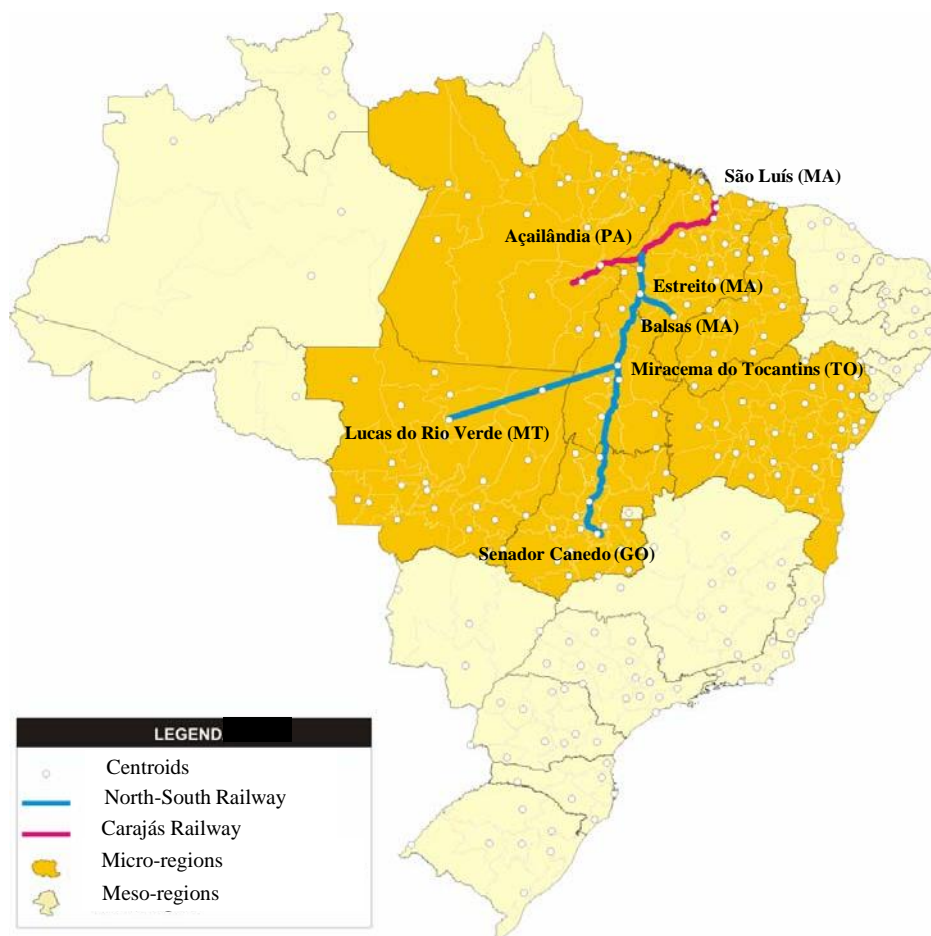 São Luís (MA)
Açailândia (PA)
Estreito (MA)
Balsas (MA)
Miracema do Tocantins (TO)
Lucas do Rio Verde (MT)
Senador Canedo (GO)
LEGEND
Centroids
North-South Railway
Carajás Railway
Micro-regions
Meso-regions